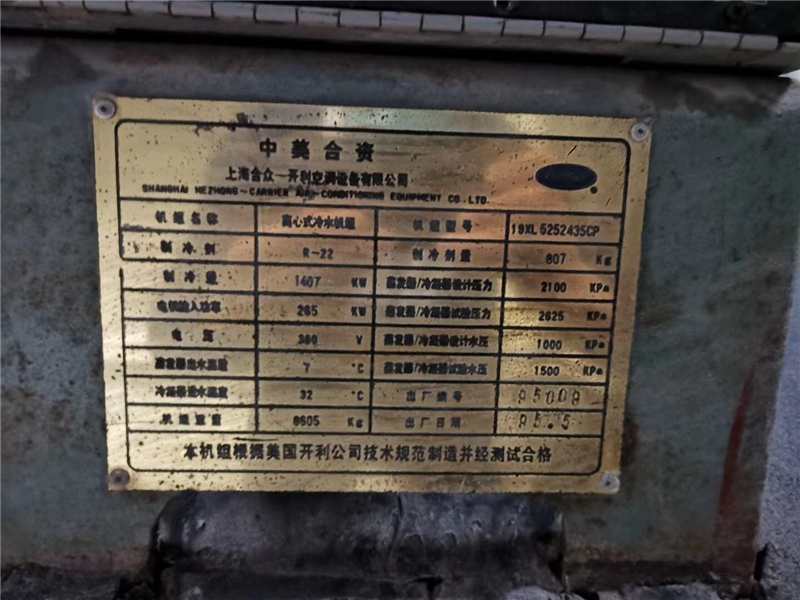 中美合资
上海合众－开利空调设备有限公司
SHANGHAI HEZHONG-CARRIER AIR-CONDITIONING EQUIPMENT CO.LTD.
机组名称 离心式冷水机组 机组型号 19XL5252435CP
制冷剂 R-22 制冷剂量 807 Kg
制冷量 1407 KW 蒸发器/冷凝器设计压力 2100 KPa
电机输入功率 265 KW 蒸发器/冷凝器试验压力 2625 KPa
电压 380 V 蒸发器/冷凝器设计水压 1000 KPa
蒸发器出水温度 7 °C 蒸发器/冷凝器试验水压 1500 KPa
冷凝器进水温度 32 °C 出厂编号 95009
机组重量 6605 Kg 出厂日期 95.5
本机组根据美国开利公司技术规范制造并经测试合格